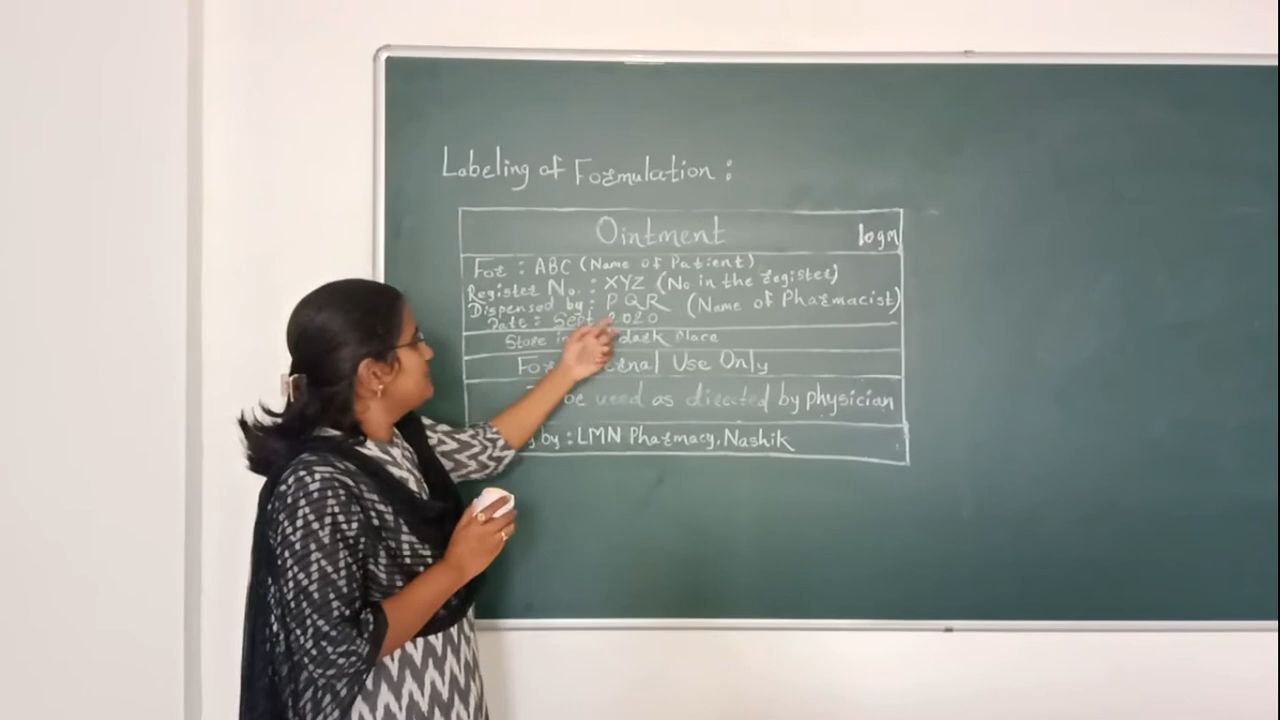 Labeling of Formulation :
Ointment 10gm
For : ABC (Name of Patient)
Register No. : XYZ (No in the register)
Dispensed by : PQR (Name of Pharmacist)
Date : Sept 2020
Store in dark place
For Use Only
be used as directed by physician
by : LMN Pharmacy, Nashik